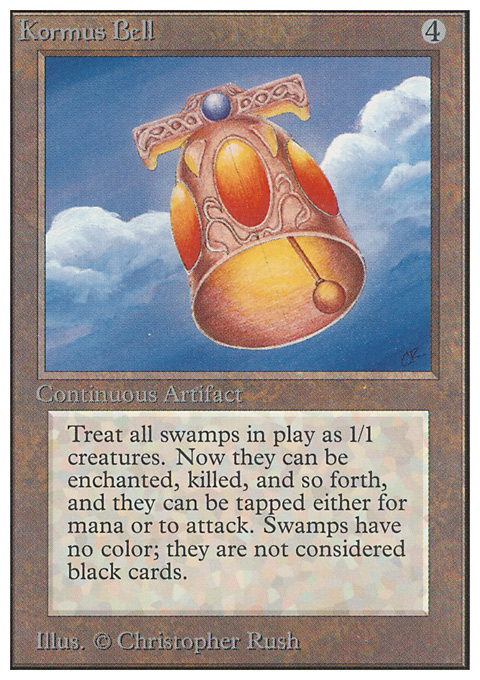 Kormus Bell
4
Continuous Artifact
Treat all swamps in play as 1/1
creatures. Now they can be
enchanted, killed, and so forth,
and they can be tapped either for
mana or to attack. Swamps have
no color; they are not considered
black cards.
Illus. © Christopher Rush